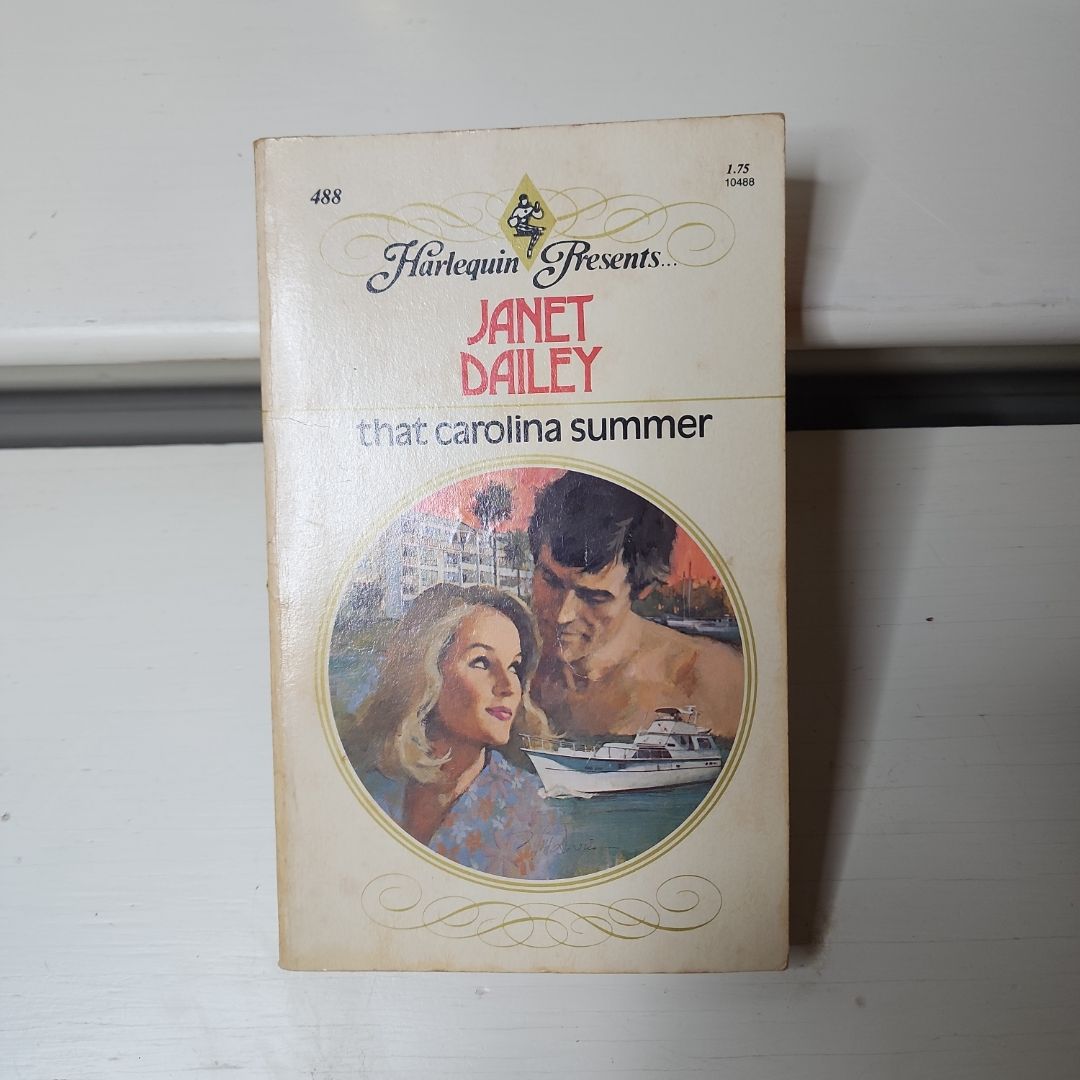 488
1.75
10488
Harlequin Presents...
JANET
DAILEY
that carolina summer